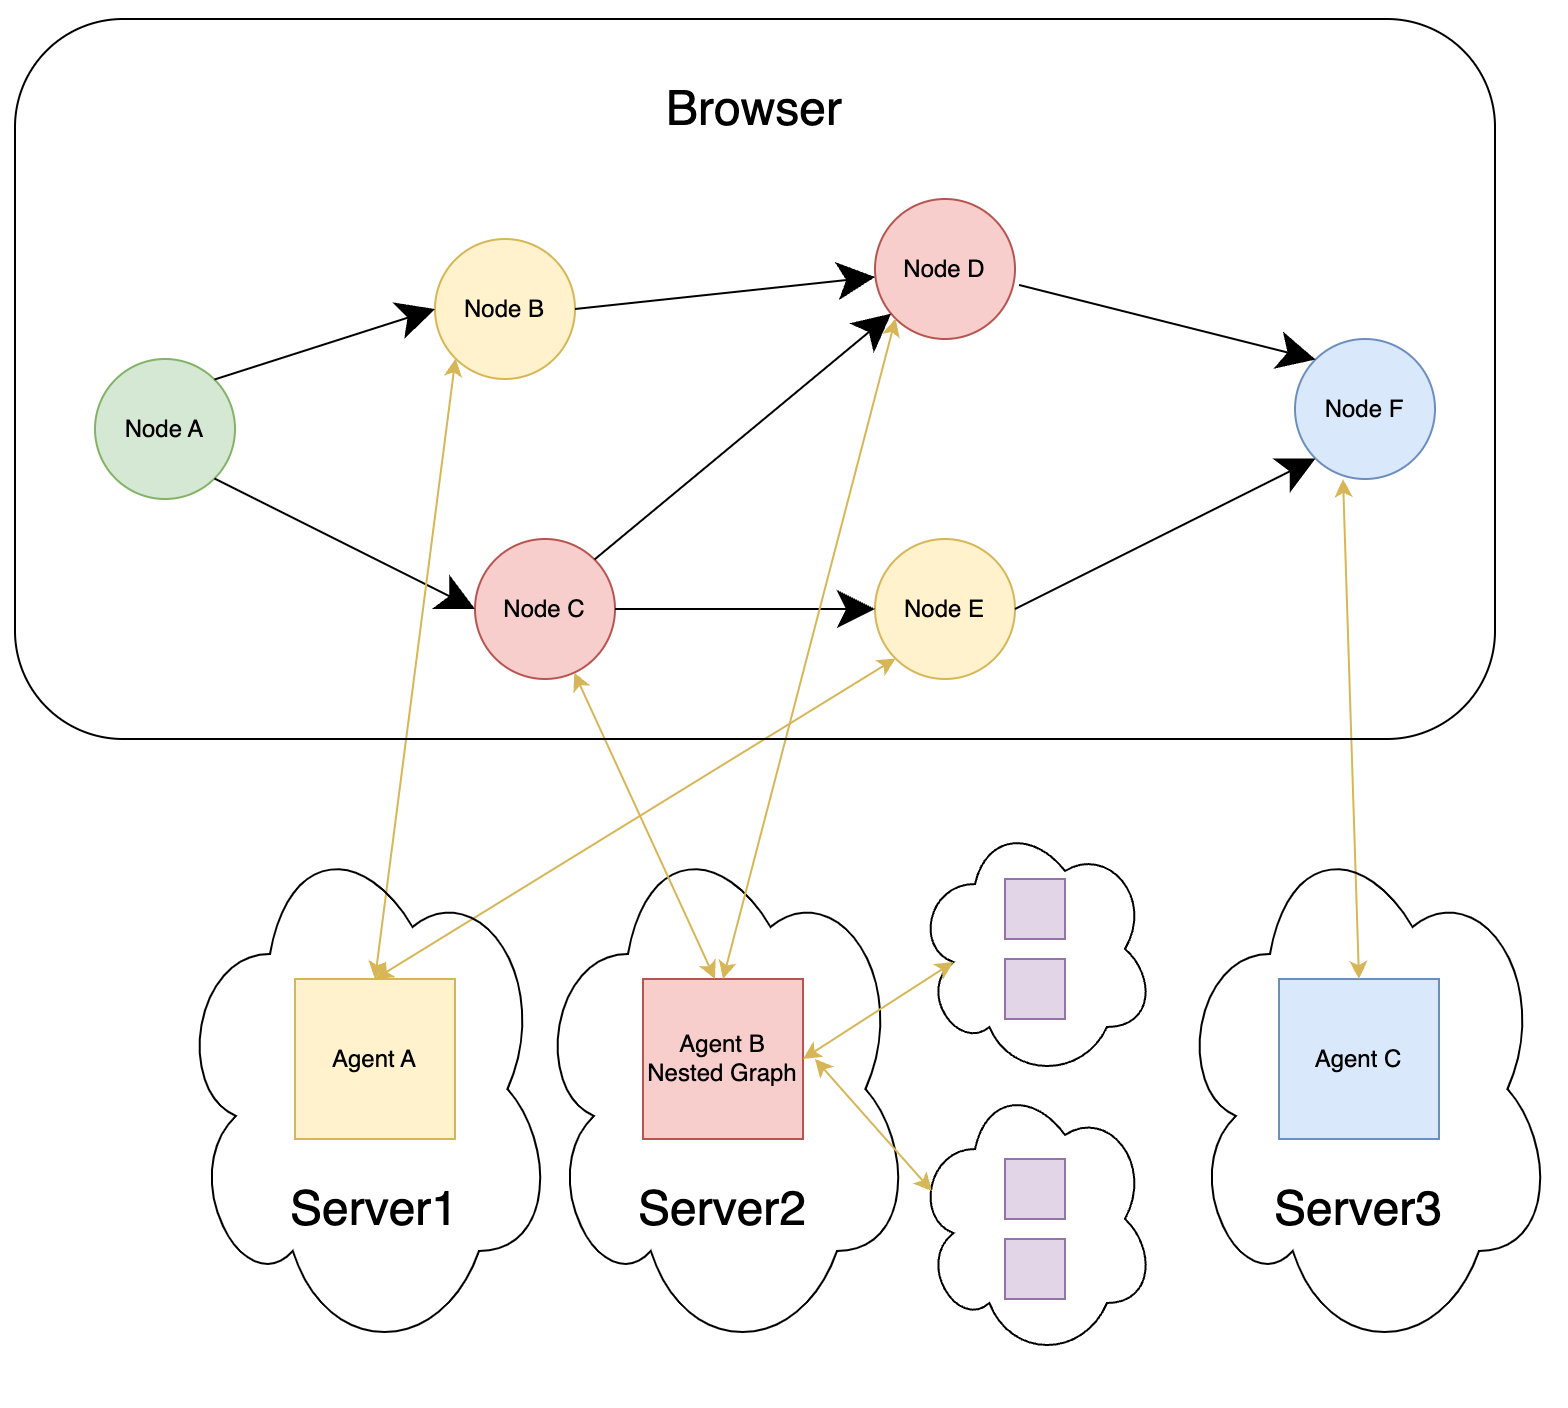 Browser
Node D
Node B
Node F
Node A
Node C
Node E
Agent A
Agent B
Nested Graph
Agent C
Server1
Server2
Server3